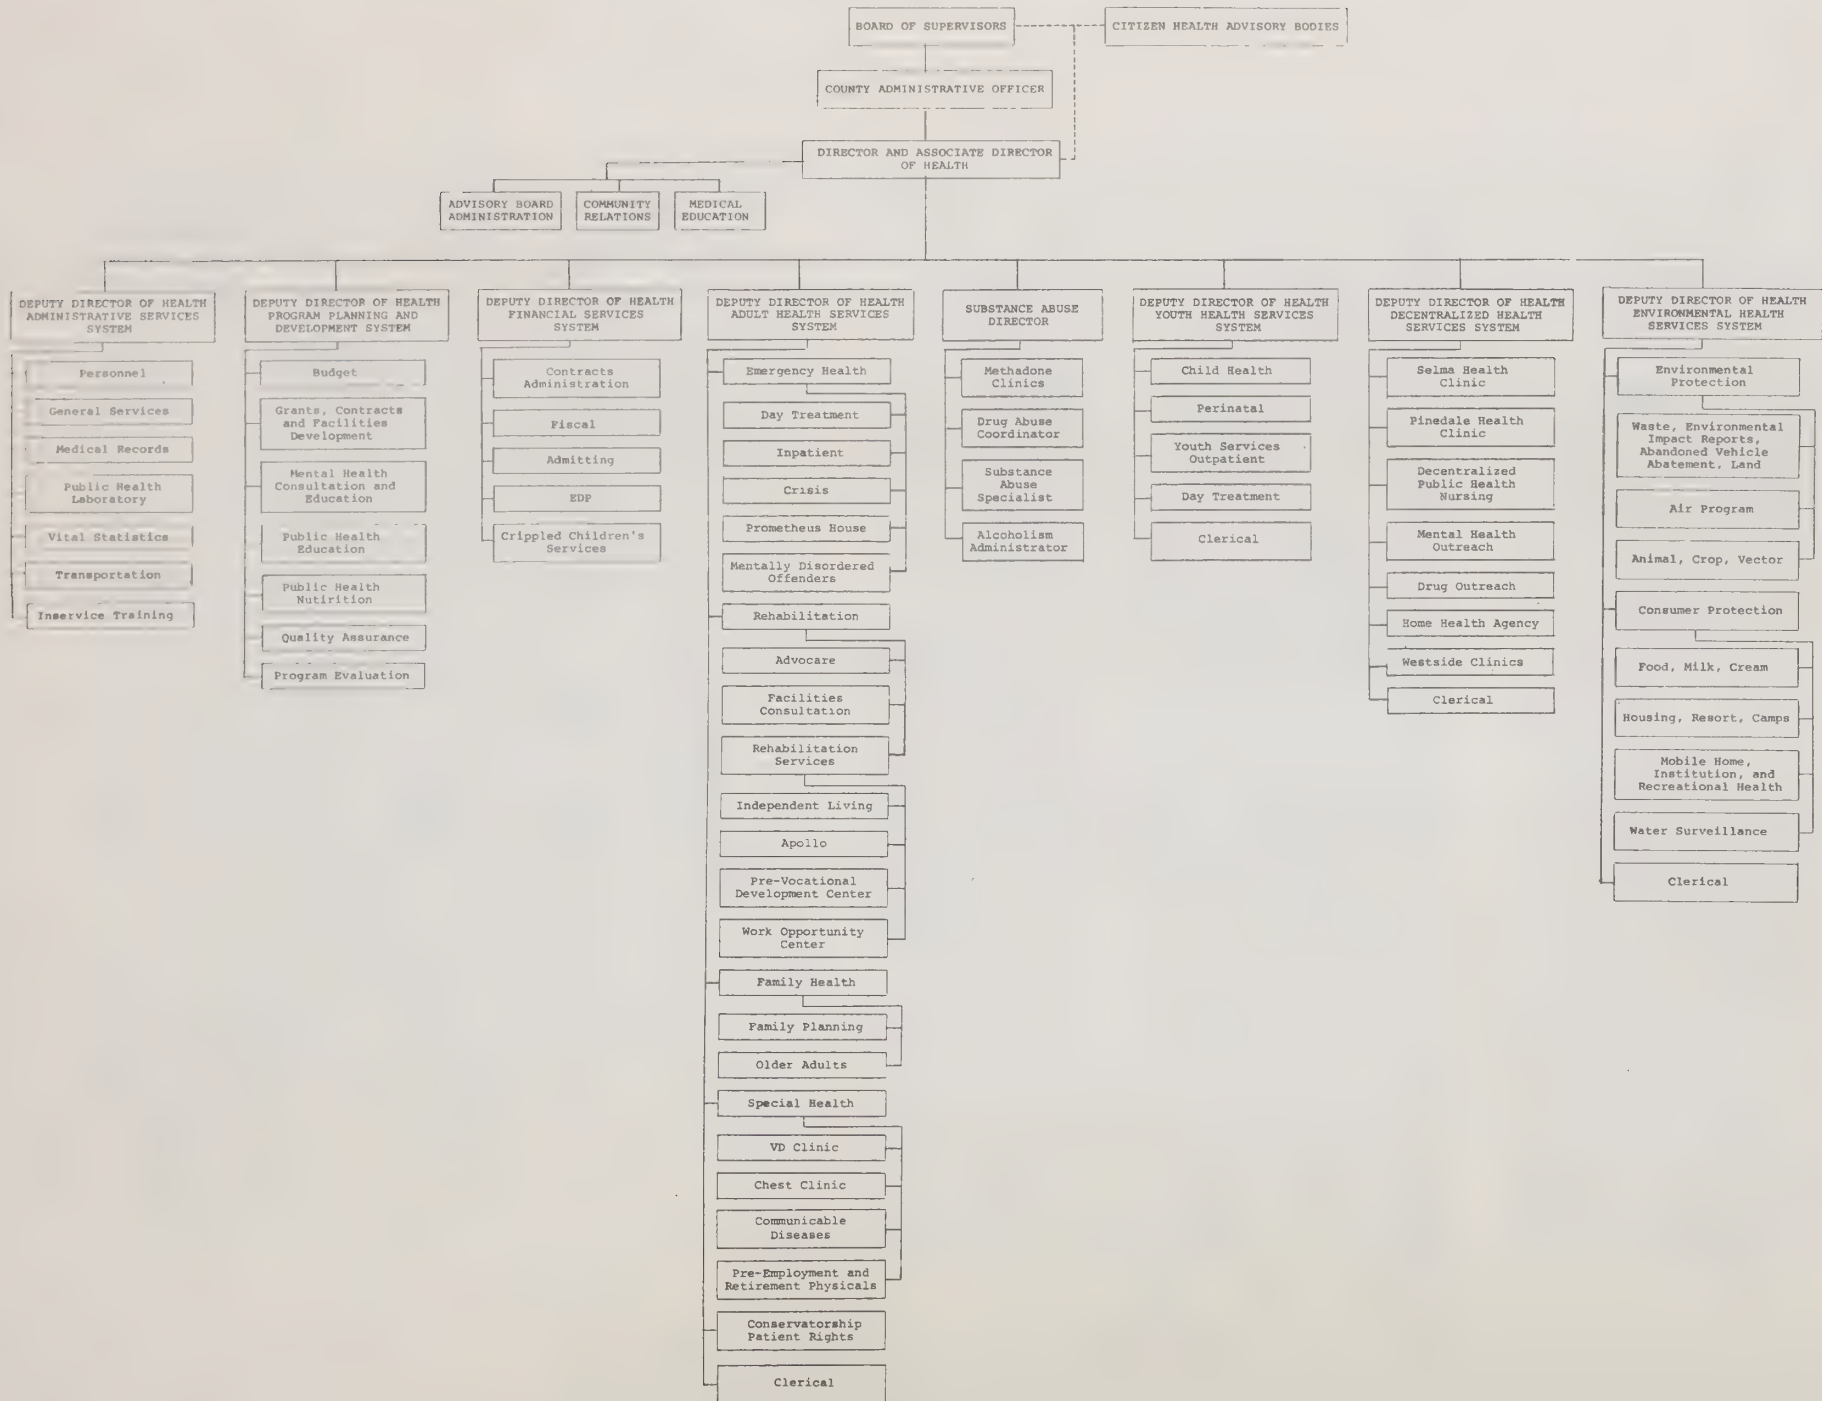 BOARD OF SUPERVISORS
CITIZEN HEALTH ADVISORY BODIES
COUNTY ADMINISTRATIVE OFFICER
DIRECTOR AND ASSOCIATE DIRECTOR
OF HEALTH
ADVISORY BOARD
ADMINISTRATION
COMMUNITY
RELATIONS
MEDICAL
EDUCATION
DEPUTY DIRECTOR OF HEALTH
ADMINISTRATIVE SERVICES
SYSTEM
Personnel
General Services
Medical Records
Public Health
Laboratory
Vital Statistics
Transportation
Inservice Training
DEPUTY DIRECTOR OF HEALTH
PROGRAM PLANNING AND
DEVELOPMENT SYSTEM
Budget
Grants, Contracts
and Facilities
Development
Mental Health
Consultation and
Education
Public Health
Education
Public Health
Nutirition
Quality Assurance
Program Evaluation
DEPUTY DIRECTOR OF HEALTH
FINANCIAL SERVICES
SYSTEM
Contracts
Administration
Fiscal
Admitting
EDP
Crippled Children's
Services
DEPUTY DIRECTOR OF HEALTH
ADULT HEALTH SERVICES
SYSTEM
Emergency Health
Day Treatment
Inpatient
Crisis
Prometheus House
Mentally Disordered
Offenders
Rehabilitation
Advocare
Facilities
Consultation
Rehabilitation
Services
Independent Living
Apollo
Pre-Vocational
Development Center
Work Opportunity
Center
Family Health
Family Planning
Older Adults
Special Health
VD Clinic
Chest Clinic
Communicable
Diseases
Pre-Employment and
Retirement Physicals
Conservatorship
Patient Rights
Clerical
SUBSTANCE ABUSE
DIRECTOR
Methadone
Clinics
Drug Abuse
Coordinator
Substance
Abuse
Specialist
Alcoholism
Administrator
DEPUTY DIRECTOR OF HEALTH
YOUTH HEALTH SERVICES
SYSTEM
Child Health
Perinatal
Youth Services
Outpatient
Day Treatment
Clerical
DEPUTY DIRECTOR OF HEALTH
DECENTRALIZED HEALTH
SERVICES SYSTEM
Selma Health
Clinic
Pinedale Health
Clinic
Decentralized
Public Health
Nursing
Mental Health
Outreach
Drug Outreach
Home Health Agency
Westside Clinics
Clerical
DEPUTY DIRECTOR OF HEALTH
ENVIRONMENTAL HEALTH
SERVICES SYSTEM
Environmental
Protection
Waste, Environmental
Impact Reports,
Abandoned Vehicle
Abatement, Land
Air Program
Animal, Crop, Vector
Consumer Protection
Food, Milk, Cream
Housing, Resort, Camps
Mobile Home,
Institution, and
Recreational Health
Water Surveillance
Clerical